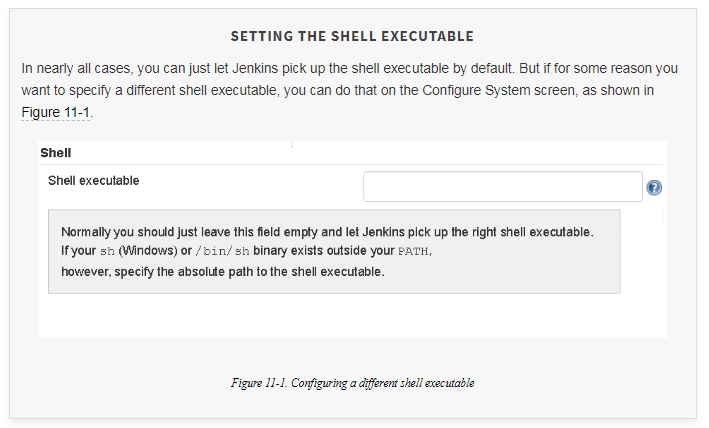 SETTING THE SHELL EXECUTABLE
In nearly all cases, you can just let Jenkins pick up the shell executable by default. But if for some reason you
want to specify a different shell executable, you can do that on the Configure System screen, as shown in
Figure 11-1.
Shell
Shell executable
?
Normally you should just leave this field empty and let Jenkins pick up the right shell executable.
If your sh (Windows) or /bin/sh binary exists outside your PATH,
however, specify the absolute path to the shell executable.
Figure 11-1. Configuring a different shell executable